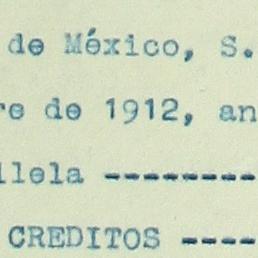 de México, S.
re de 1912, an
llela ---------
CREDITOS ----